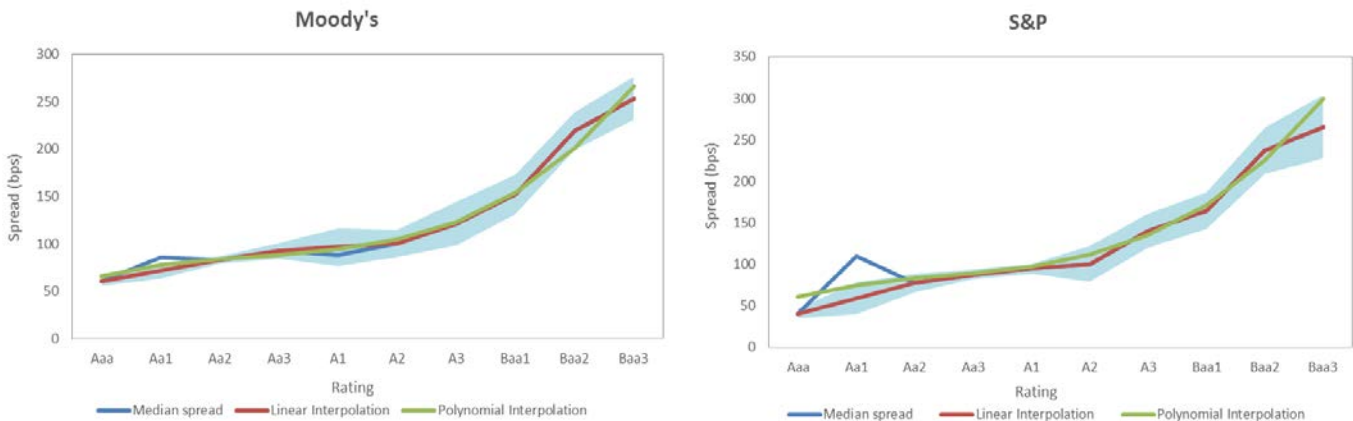 Moody's
300
250
200
150
100
50
0
Spread (bps)
Aaa Aa1 Aa2 Aa3 A1 A2 A3 Baa1 Baa2 Baa3
Rating
Median spread Linear Interpolation Polynomial Interpolation
S&P
350
300
250
200
150
100
50
0
Spread (bps)
Aaa Aa1 Aa2 Aa3 A1 A2 A3 Baa1 Baa2 Baa3
Rating
Median spread Linear Interpolation Polynomial Interpolation